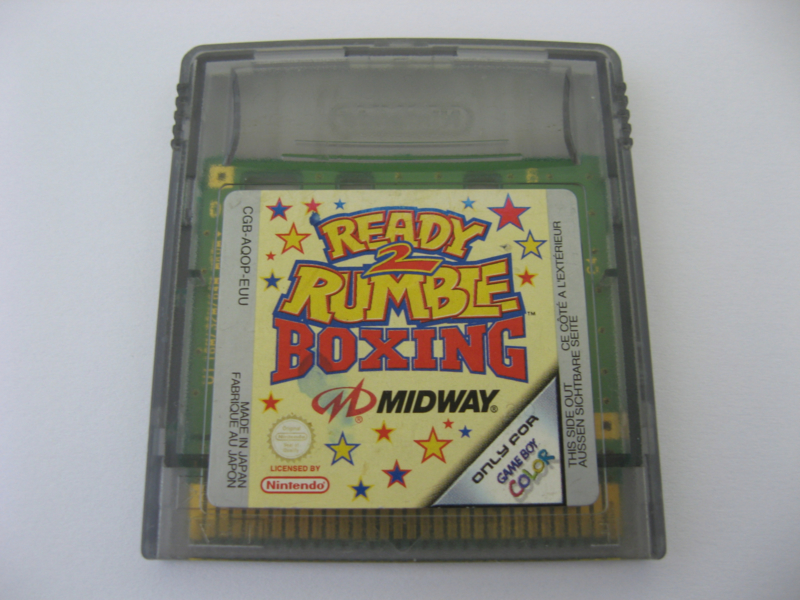 READY
2
RUMBLE
BOXING
TM
MIDWAY®
CGB-AQOP-EUU
MADE IN JAPAN
FABRIQUE AU JAPON
LICENSED BY
Nintendo
ONLY FOR
GAME BOY
COLOR
THIS SIDE OUT
CE CÔTÉ A L'EXTÉRIEUR
AUSSEN SICHTBARE SEITE